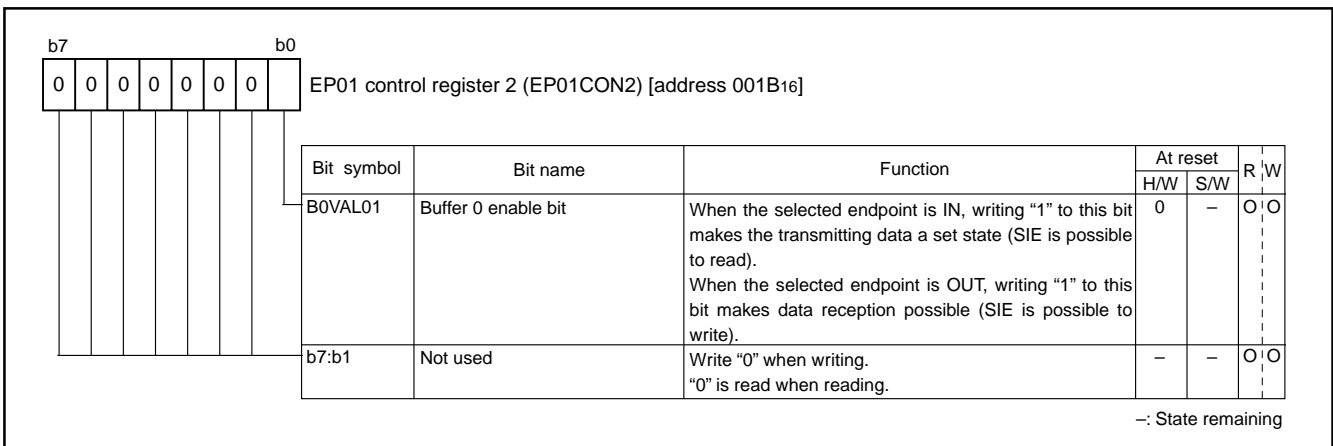 b7 b0
0 0 0 0 0 0 0 EP01 control register 2 (EP01CON2) [address 001B16]
Bit symbol Bit name Function At reset R W
H/W S/W
B0VAL01 Buffer 0 enable bit When the selected endpoint is IN, writing “1” to this bit 0 – O O
makes the transmitting data a set state (SIE is possible
to read).
When the selected endpoint is OUT, writing “1” to this
bit makes data reception possible (SIE is possible to
write).
b7:b1 Not used Write “0” when writing. – – O O
“0” is read when reading.
–: State remaining